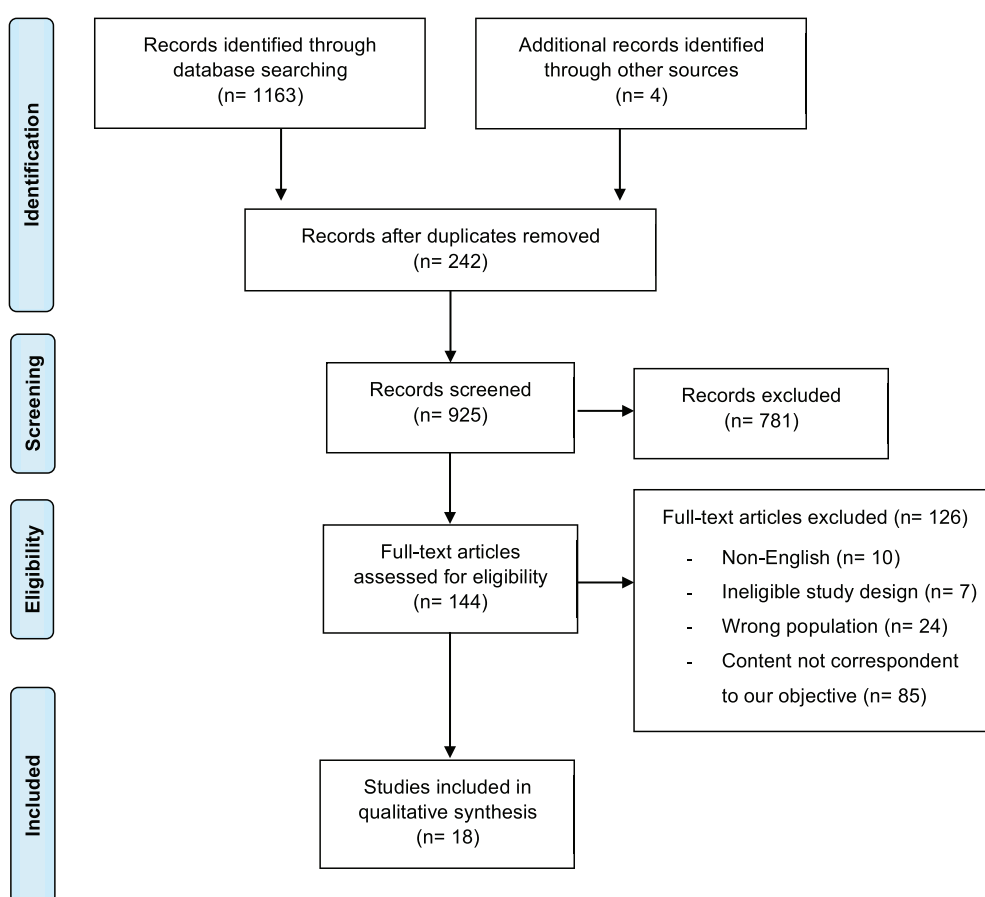 Identification
Records identified through
database searching
(n= 1163)
Additional records identified
through other sources
(n= 4)
Records after duplicates removed
(n= 242)
Screening
Records screened
(n= 925)
Records excluded
(n= 781)
Eligibility
Full-text articles
assessed for eligibility
(n= 144)
Full-text articles excluded (n= 126)
- Non-English (n= 10)
- Ineligible study design (n= 7)
- Wrong population (n= 24)
- Content not correspondent
to our objective (n= 85)
Included
Studies included in
qualitative synthesis
(n= 18)